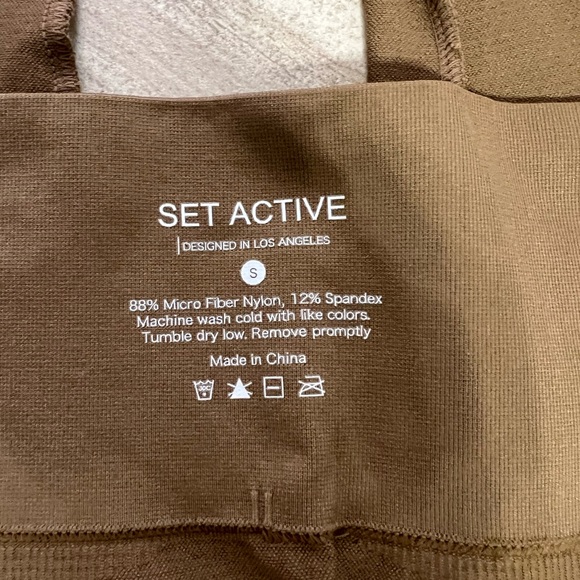 SET ACTIVE
DESIGNED IN LOS ANGELES
S
88% Micro Fiber Nylon, 12% Spandex
Machine wash cold with like colors.
Tumble dry low. Remove promptly
Made in China